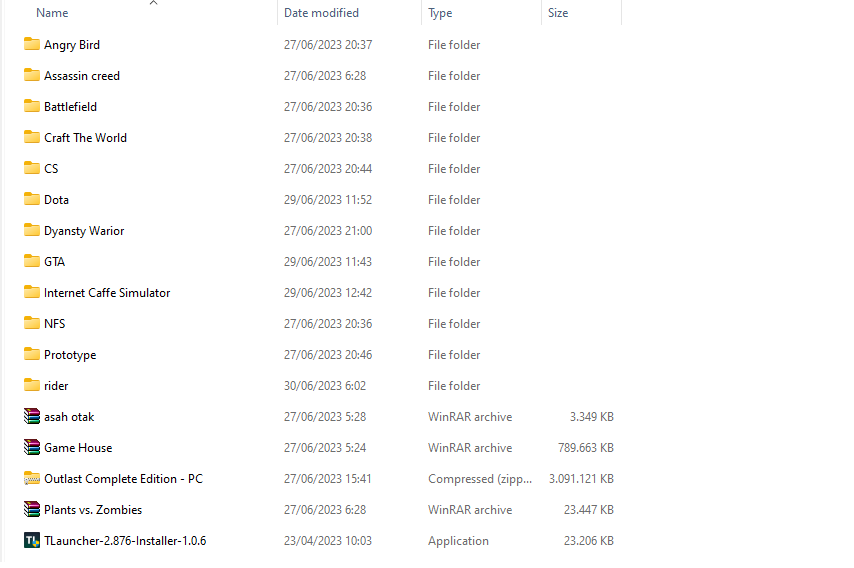 Name Date modified Type Size
Angry Bird 27/06/2023 20:37 File folder
Assassin creed 27/06/2023 6:28 File folder
Battlefield 27/06/2023 20:36 File folder
Craft The World 27/06/2023 20:38 File folder
CS 27/06/2023 20:44 File folder
Dota 29/06/2023 11:52 File folder
Dyansty Warior 27/06/2023 21:00 File folder
GTA 29/06/2023 11:43 File folder
Internet Caffe Simulator 29/06/2023 12:42 File folder
NFS 27/06/2023 20:36 File folder
Prototype 27/06/2023 20:46 File folder
rider 30/06/2023 6:02 File folder
asah otak 27/06/2023 5:28 WinRAR archive 3.349 KB
Game House 27/06/2023 5:24 WinRAR archive 789.663 KB
Outlast Complete Edition - PC 27/06/2023 15:41 Compressed (zipp... 3.091.121 KB
Plants vs. Zombies 27/06/2023 6:28 WinRAR archive 23.447 KB
TL TLauncher-2.876-Installer-1.0.6 23/04/2023 10:03 Application 23.206 KB